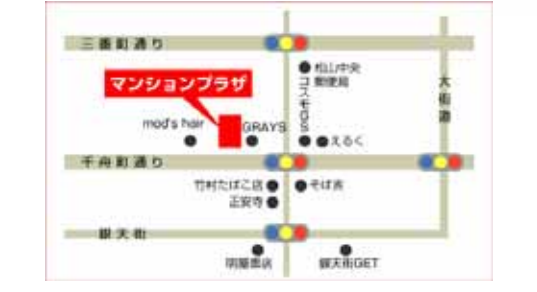 三番町通り
松山中央
郵便局
マンションプラザ
コスモGS
大街道
mod's hair
GRAYS
えるく
千舟町通り
竹村たばこ店
そば吉
正安寺
銀天街
明屋書店
銀天街GET